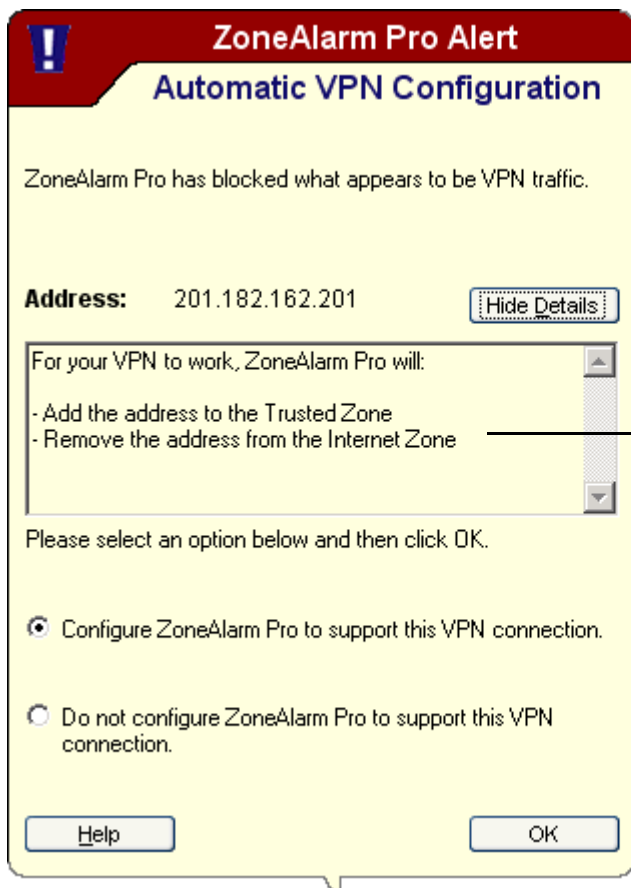 ZoneAlarm Pro Alert
Automatic VPN Configuration
ZoneAlarm Pro has blocked what appears to be VPN traffic.
Address: 201.182.162.201 Hide Details
For your VPN to work, ZoneAlarm Pro will:
- Add the address to the Trusted Zone
- Remove the address from the Internet Zone
Please select an option below and then click OK.
Configure ZoneAlarm Pro to support this VPN connection.
Do not configure ZoneAlarm Pro to support this VPN
connection.
Help OK